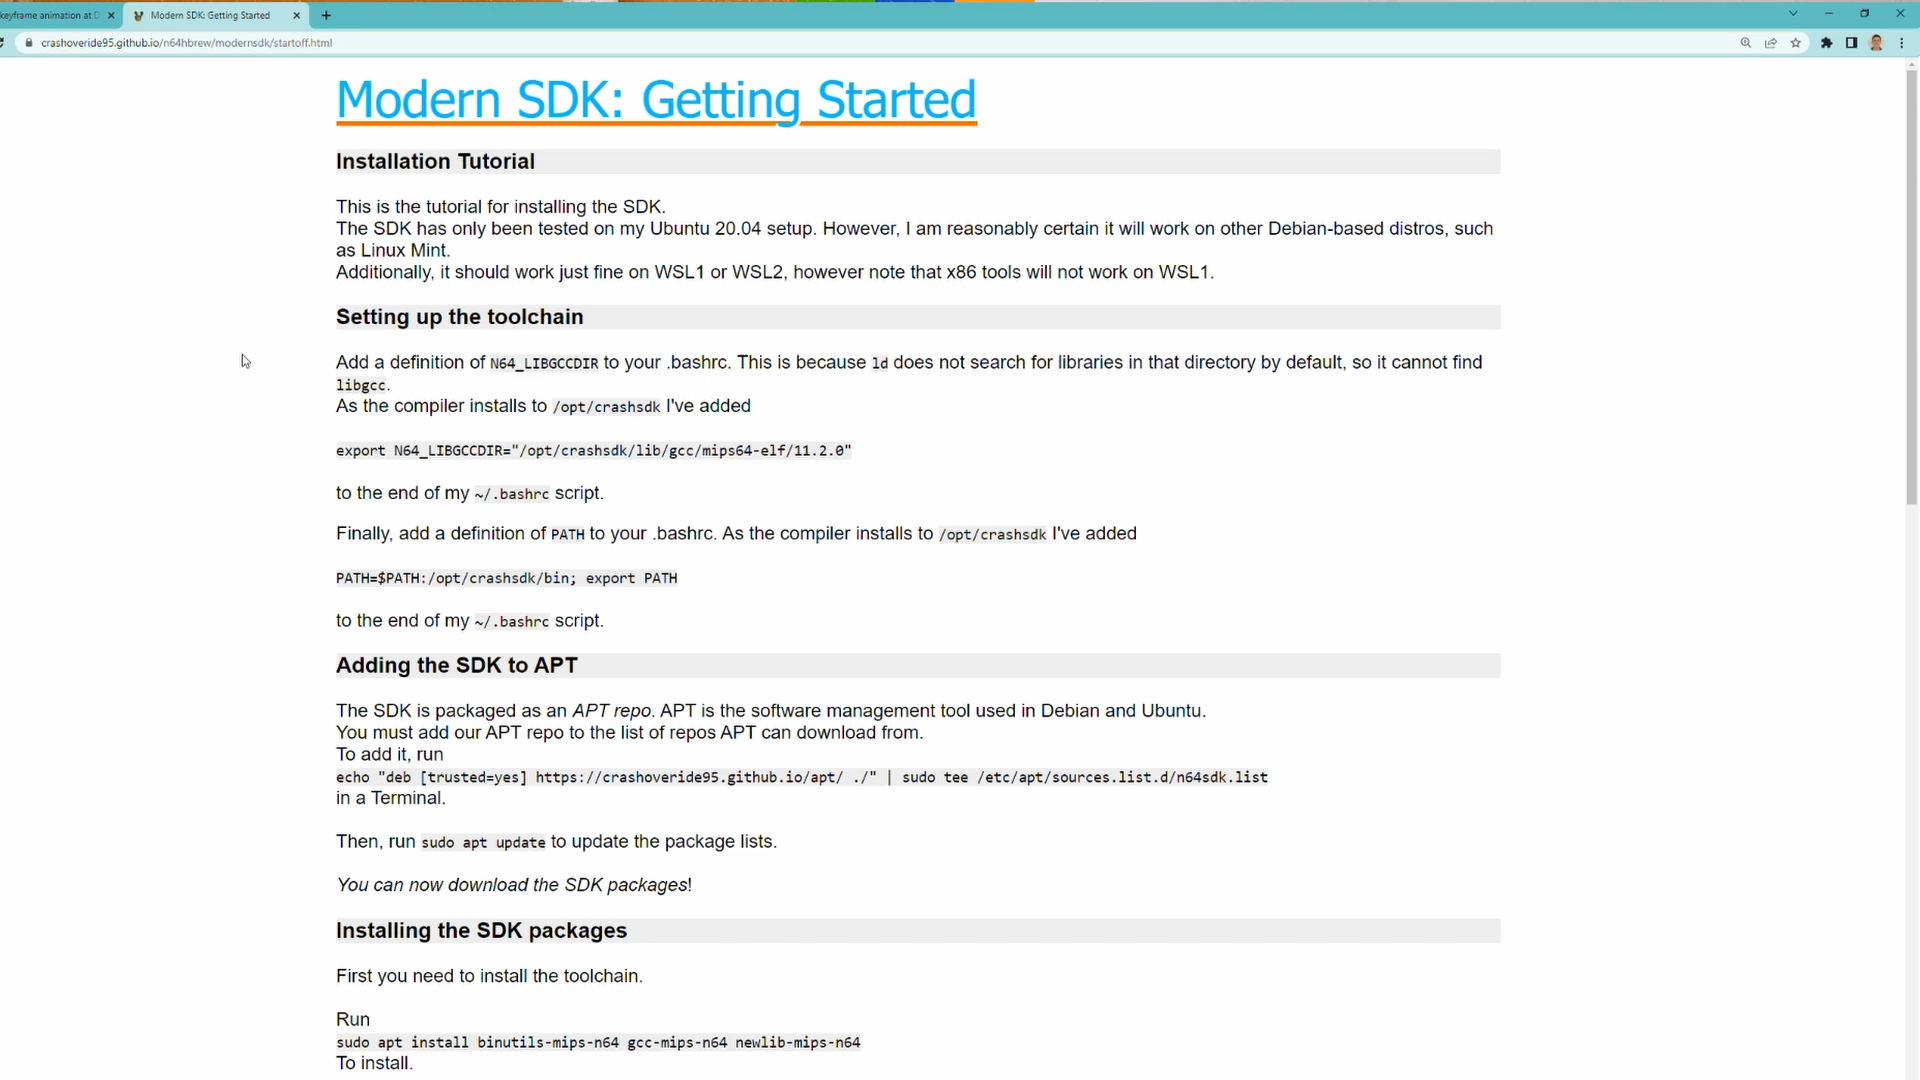 keyframe animation at D
Modern SDK: Getting Started
crashoveride95.github.io/n64hbrew/modernsdk/startoff.html
Modern SDK: Getting Started
Installation Tutorial
This is the tutorial for installing the SDK.
The SDK has only been tested on my Ubuntu 20.04 setup. However, I am reasonably certain it will work on other Debian-based distros, such
as Linux Mint.
Additionally, it should work just fine on WSL1 or WSL2, however note that x86 tools will not work on WSL1.
Setting up the toolchain
Add a definition of N64_LIBGCCDIR to your .bashrc. This is because ld does not search for libraries in that directory by default, so it cannot find
libgcc.
As the compiler installs to /opt/crashsdk I've added
export N64_LIBGCCDIR="/opt/crashsdk/lib/gcc/mips64-elf/11.2.0"
to the end of my ~/.bashrc script.
Finally, add a definition of PATH to your .bashrc. As the compiler installs to /opt/crashsdk I've added
PATH=$PATH:/opt/crashsdk/bin; export PATH
to the end of my ~/.bashrc script.
Adding the SDK to APT
The SDK is packaged as an APT repo. APT is the software management tool used in Debian and Ubuntu.
You must add our APT repo to the list of repos APT can download from.
To add it, run
echo "deb [trusted=yes] https://crashoveride95.github.io/apt/ ./" | sudo tee /etc/apt/sources.list.d/n64sdk.list
in a Terminal.
Then, run sudo apt update to update the package lists.
You can now download the SDK packages!
Installing the SDK packages
First you need to install the toolchain.
Run
sudo apt install binutils-mips-n64 gcc-mips-n64 newlib-mips-n64
To install.